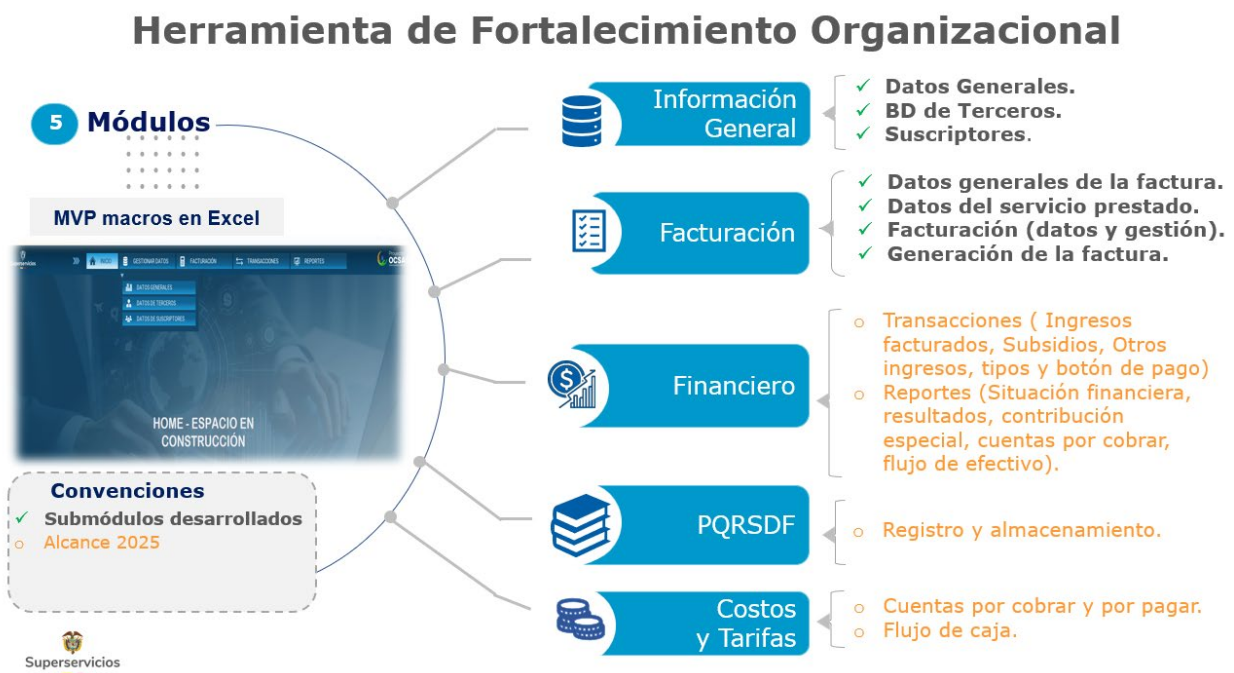 Herramienta de Fortalecimiento Organizacional
5 Módulos
MVP macros en Excel
Superservicios
INICIO
GESTIONAR DATOS
FACTURACIÓN
TRANSACCIONES
REPORTES
DATOS GENERALES
DATOS DE TERCEROS
DATOS DE SUSCRIPTORES
HOME - ESPACIO EN
CONSTRUCCIÓN
Convenciones
✓ Submódulos desarrollados
o Alcance 2025
Superservicios
Información
General
✓ Datos Generales.
✓ BD de Terceros.
✓ Suscriptores.
Facturación
✓ Datos generales de la factura.
✓ Datos del servicio prestado.
✓ Facturación (datos y gestión).
✓ Generación de la factura.
Financiero
o Transacciones ( Ingresos
facturados, Subsidios, Otros
ingresos, tipos y botón de pago)
o Reportes (Situación financiera,
resultados, contribución
especial, cuentas por cobrar,
flujo de efectivo).
PQRSDF
o Registro y almacenamiento.
Costos
y Tarifas
o Cuentas por cobrar y por pagar.
o Flujo de caja.